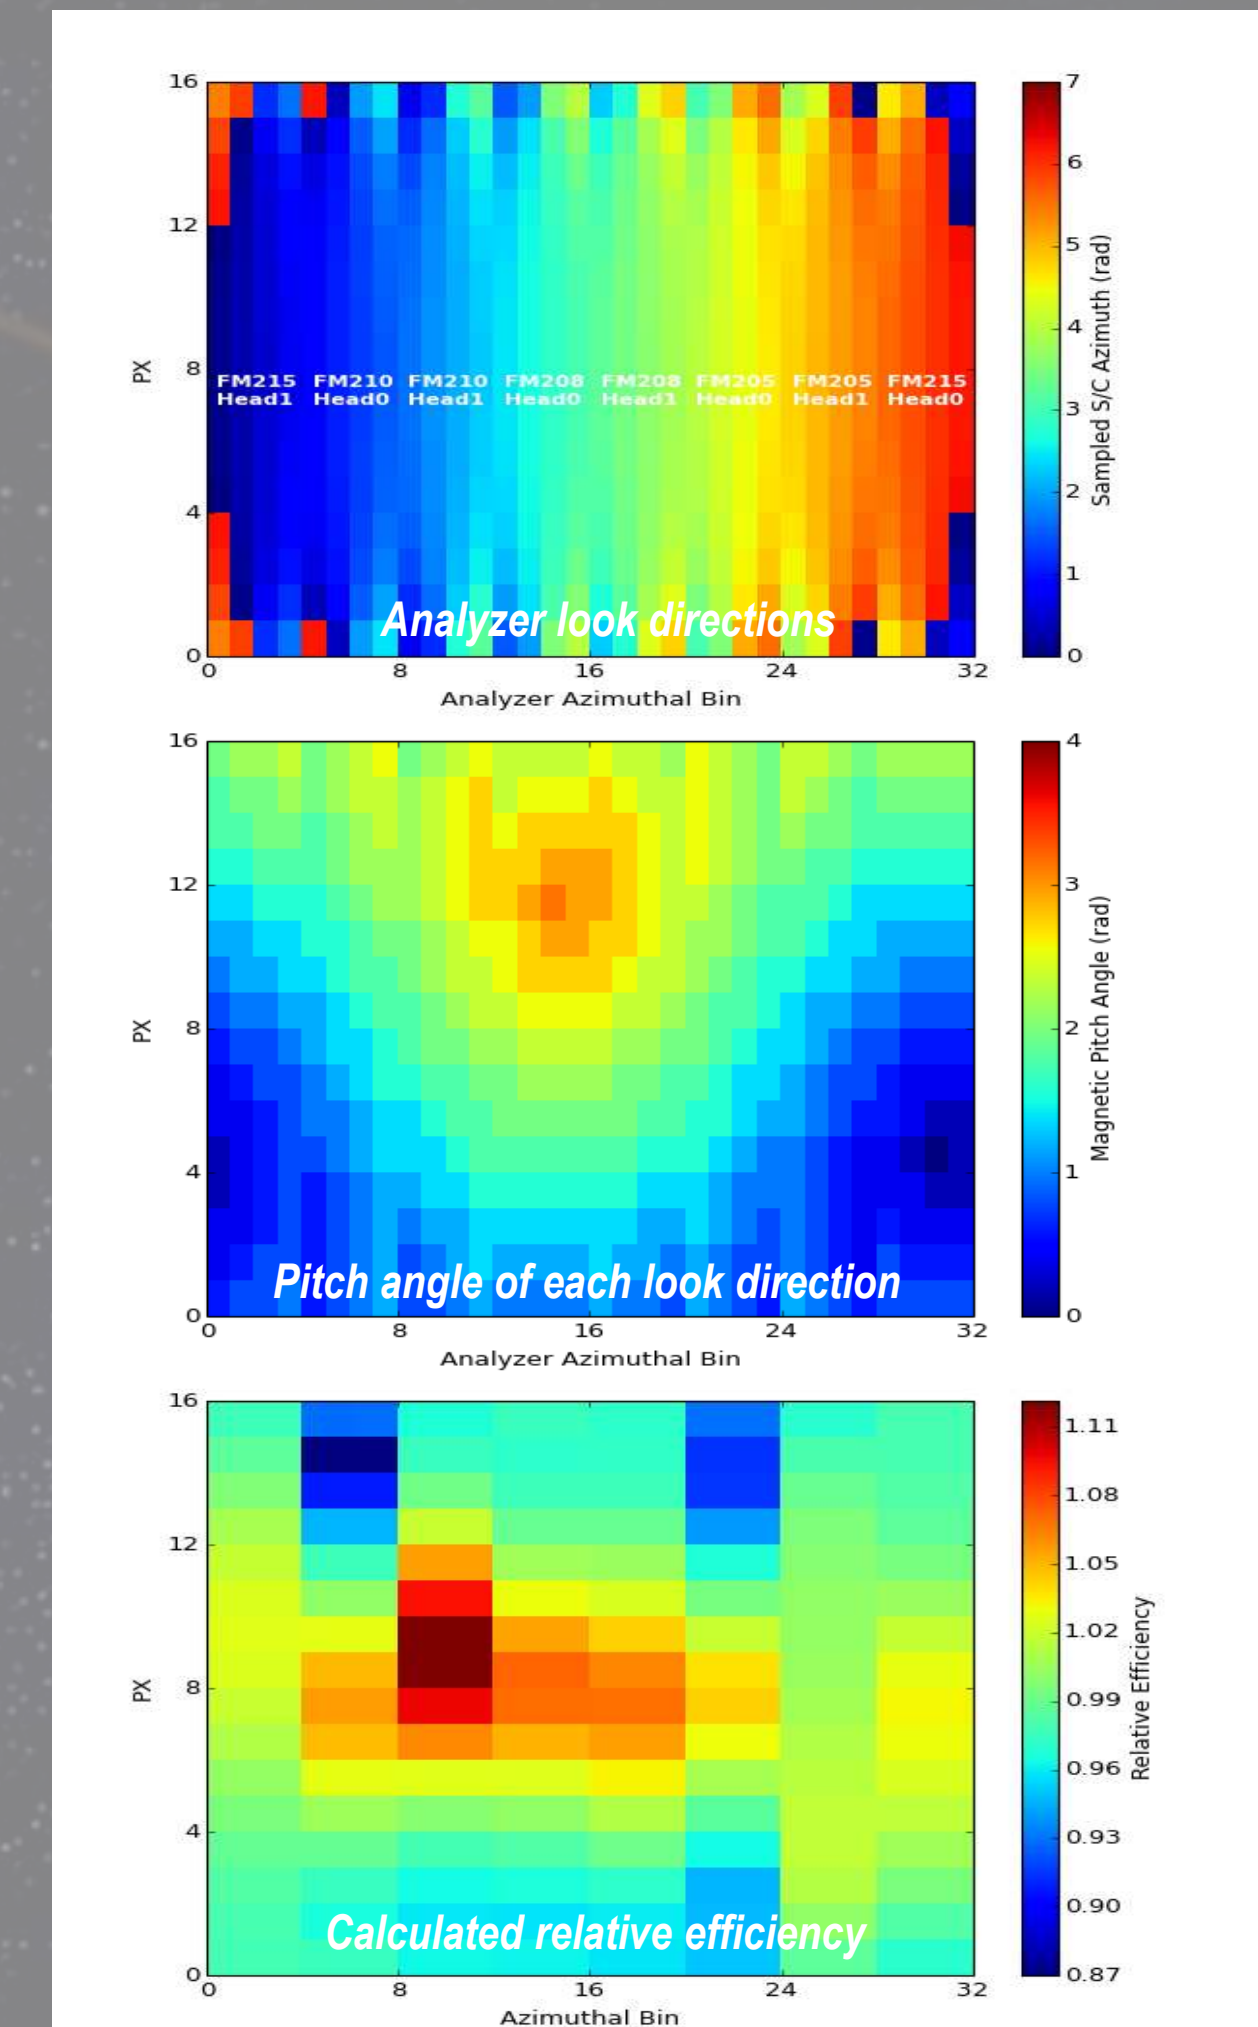 16
12
8
4
0
PX
FM215 FM210 FM210 FM208 FM208 FM205 FM205 FM215
Head1 Head0 Head1 Head0 Head1 Head0 Head1 Head0
Analyzer look directions
0 8 16 24 32
Analyzer Azimuthal Bin
7
6
5
4
3
2
1
0
Sampled S/C Azimuth (rad)
16
12
8
4
0
PX
Pitch angle of each look direction
0 8 16 24 32
Analyzer Azimuthal Bin
4
3
2
1
0
Magnetic Pitch Angle (rad)
16
12
8
4
0
PX
Calculated relative efficiency
0 8 16 24 32
Azimuthal Bin
1.11
1.08
1.05
1.02
0.99
0.96
0.93
0.90
0.87
Relative Efficiency